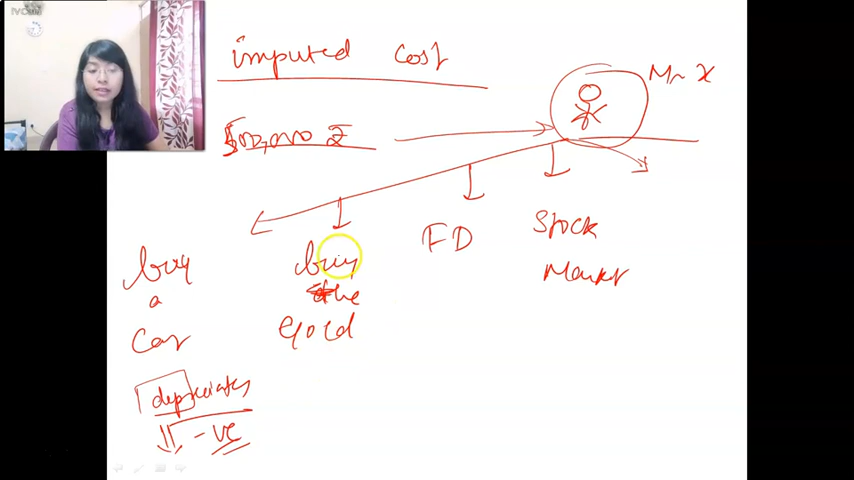 imputed cost
Mr X
buy
a
car
buy
the
gold
FD
Stock
Market
depreciates
-ve